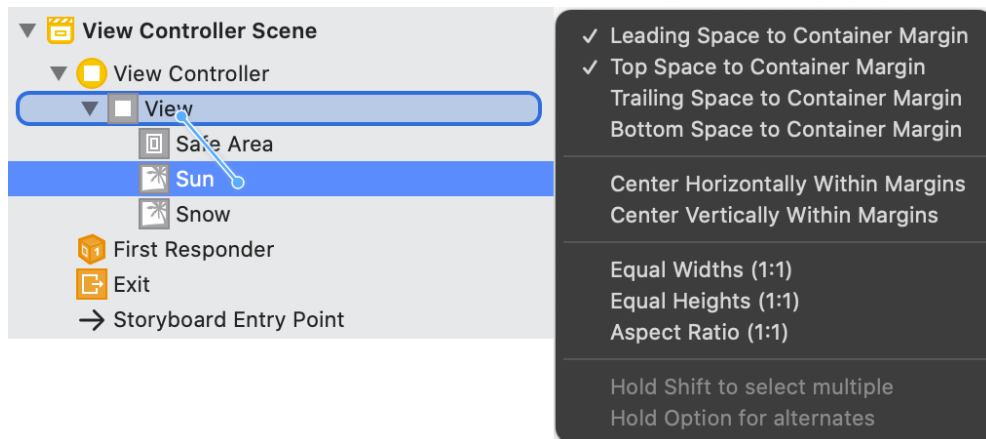 View Controller Scene
View Controller
View
Safe Area
Sun
Snow
First Responder
Exit
Storyboard Entry Point
✓ Leading Space to Container Margin
✓ Top Space to Container Margin
Trailing Space to Container Margin
Bottom Space to Container Margin
Center Horizontally Within Margins
Center Vertically Within Margins
Equal Widths (1:1)
Equal Heights (1:1)
Aspect Ratio (1:1)
Hold Shift to select multiple
Hold Option for alternates